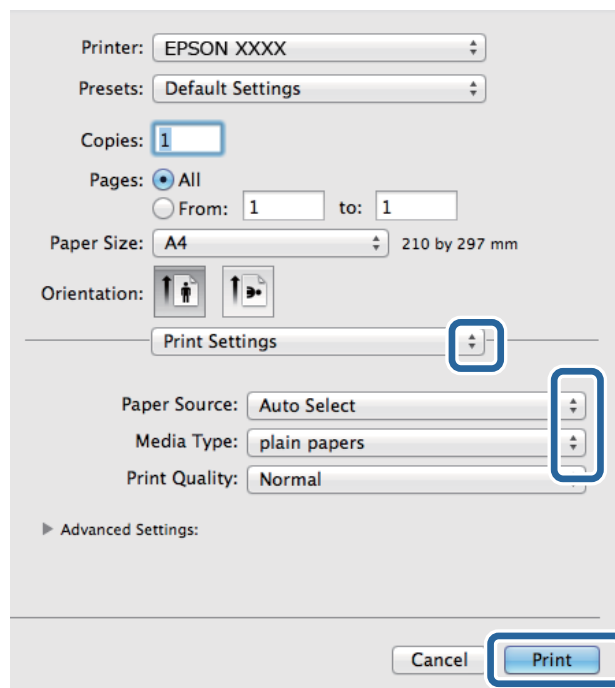 Printer: EPSON XXXX
Presets: Default Settings
Copies: 1
Pages: All
From: 1 to: 1
Paper Size: A4 210 by 297 mm
Orientation:
Print Settings
Paper Source: Auto Select
Media Type: plain papers
Print Quality: Normal
Advanced Settings:
Cancel Print